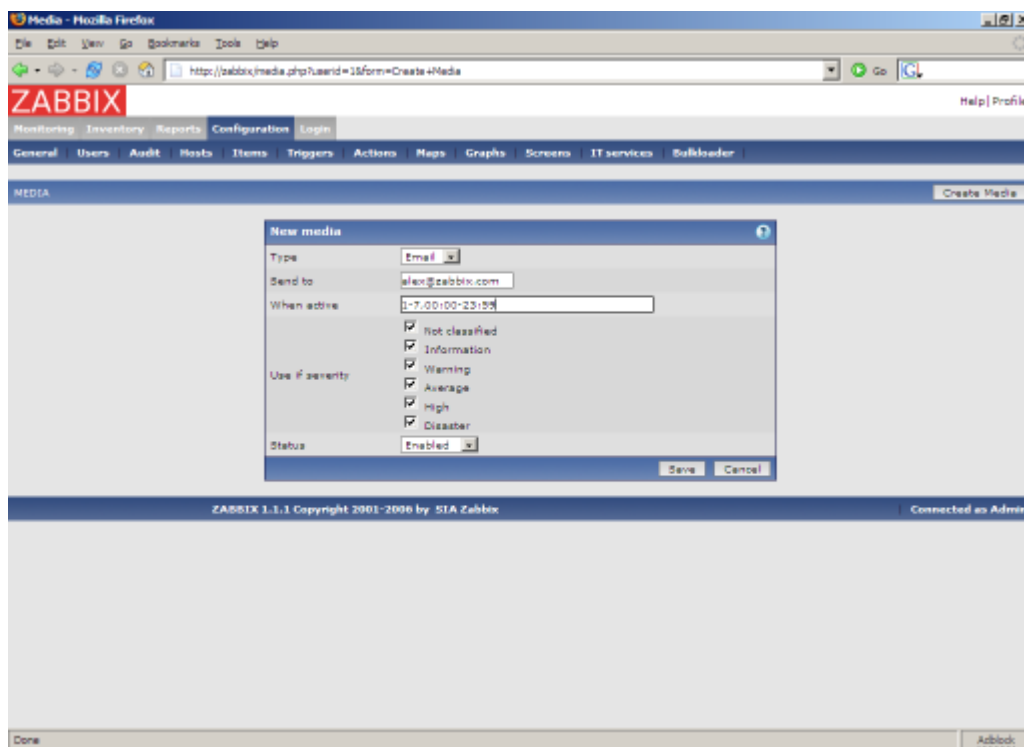 Media - Mozilla Firefox
File Edit View Go Bookmarks Tools Help
http://zabbix/media.php?userid=1&form=Create+Media Go
ZABBIX
Help | Profile
Monitoring Inventory Reports Configuration Login
General Users Audit Hosts Items Triggers Actions Maps Graphs Screens IT services Bulkloader
MEDIA Create Media
New media ?
Type Email
Send to alex@zabbix.com
When active 1-7,00:00-23:59
Use if severity
Not classified
Information
Warning
Average
High
Disaster
Status Enabled
Save Cancel
ZABBIX 1.1.1 Copyright 2001-2006 by SIA Zabbix Connected as Admin
Done Adblock